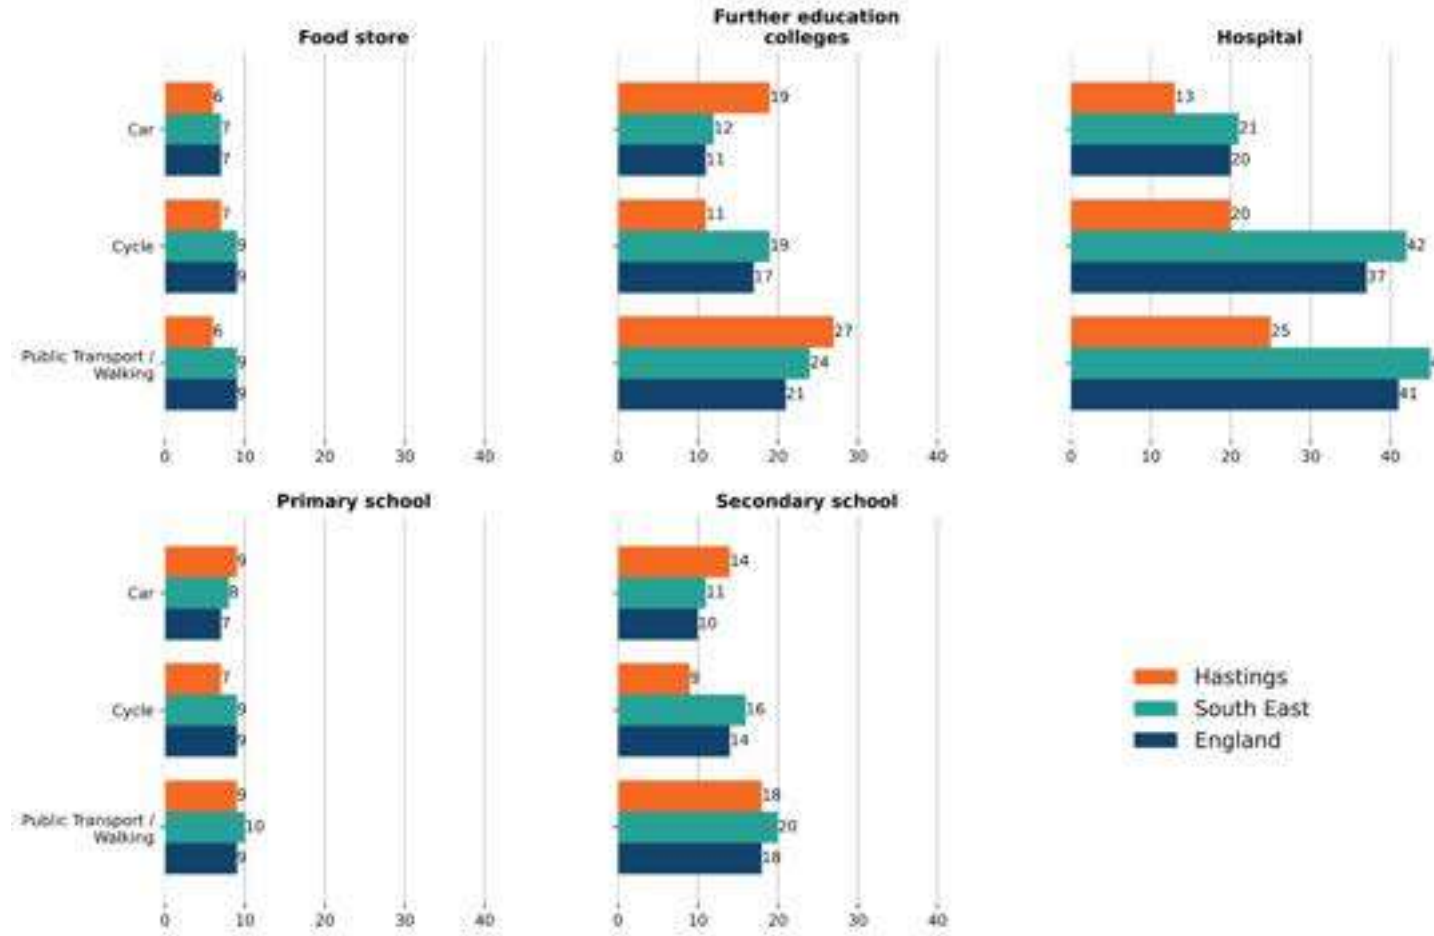 Food store
Further education
colleges
Hospital
Car
6
7
7
19
12
11
13
21
20
Cycle
7
9
9
11
19
17
20
42
37
Public Transport /
Walking
6
9
9
27
24
21
25
41
0 10 20 30 40
0 10 20 30 40
0 10 20 30 40
Primary school
Secondary school
Car
9
8
7
14
11
10
Cycle
7
9
9
9
16
14
Public Transport /
Walking
9
10
9
18
20
18
0 10 20 30 40
0 10 20 30 40
Hastings
South East
England